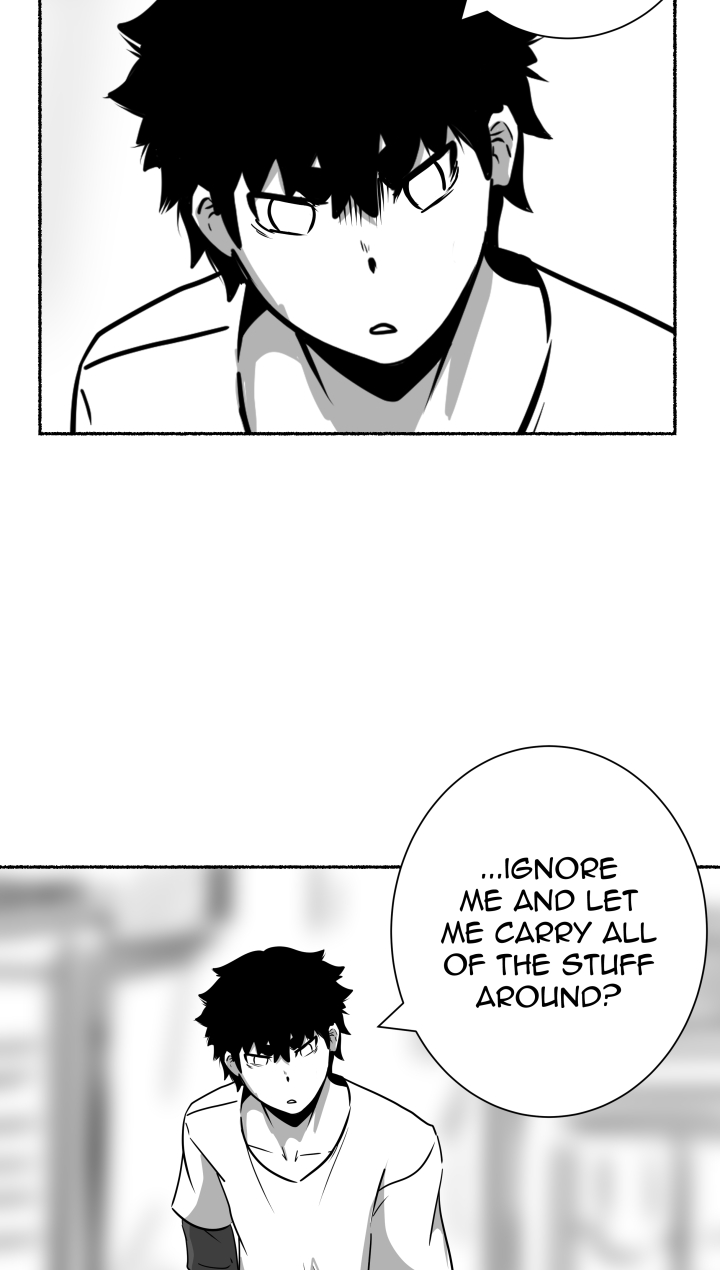 ...IGNORE
ME AND LET
ME CARRY ALL
OF THE STUFF
AROUND?